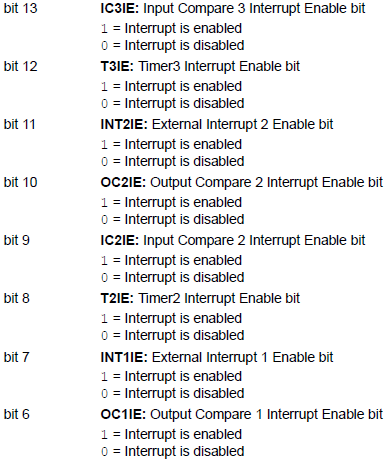 bit 13 IC3IE: Input Compare 3 Interrupt Enable bit
1 = Interrupt is enabled
0 = Interrupt is disabled
bit 12 T3IE: Timer3 Interrupt Enable bit
1 = Interrupt is enabled
0 = Interrupt is disabled
bit 11 INT2IE: External Interrupt 2 Enable bit
1 = Interrupt is enabled
0 = Interrupt is disabled
bit 10 OC2IE: Output Compare 2 Interrupt Enable bit
1 = Interrupt is enabled
0 = Interrupt is disabled
bit 9 IC2IE: Input Compare 2 Interrupt Enable bit
1 = Interrupt is enabled
0 = Interrupt is disabled
bit 8 T2IE: Timer2 Interrupt Enable bit
1 = Interrupt is enabled
0 = Interrupt is disabled
bit 7 INT1IE: External Interrupt 1 Enable bit
1 = Interrupt is enabled
0 = Interrupt is disabled
bit 6 OC1IE: Output Compare 1 Interrupt Enable bit
1 = Interrupt is enabled
0 = Interrupt is disabled